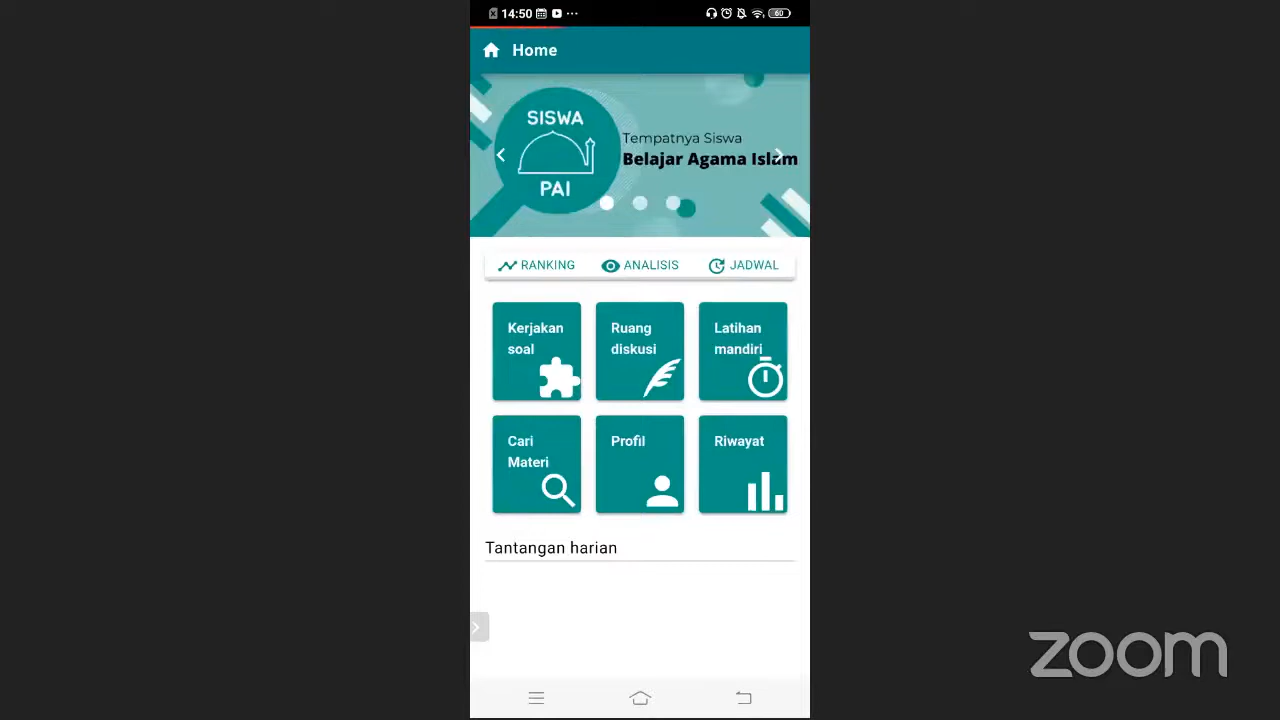 14:50
60
Home
SISWA
PAI
Tempatnya Siswa
Belajar Agama Islam
RANKING ANALISIS JADWAL
Kerjakan
soal
Ruang
diskusi
Latihan
mandiri
Cari
Materi
Profil
Riwayat
Tantangan harian
zoom